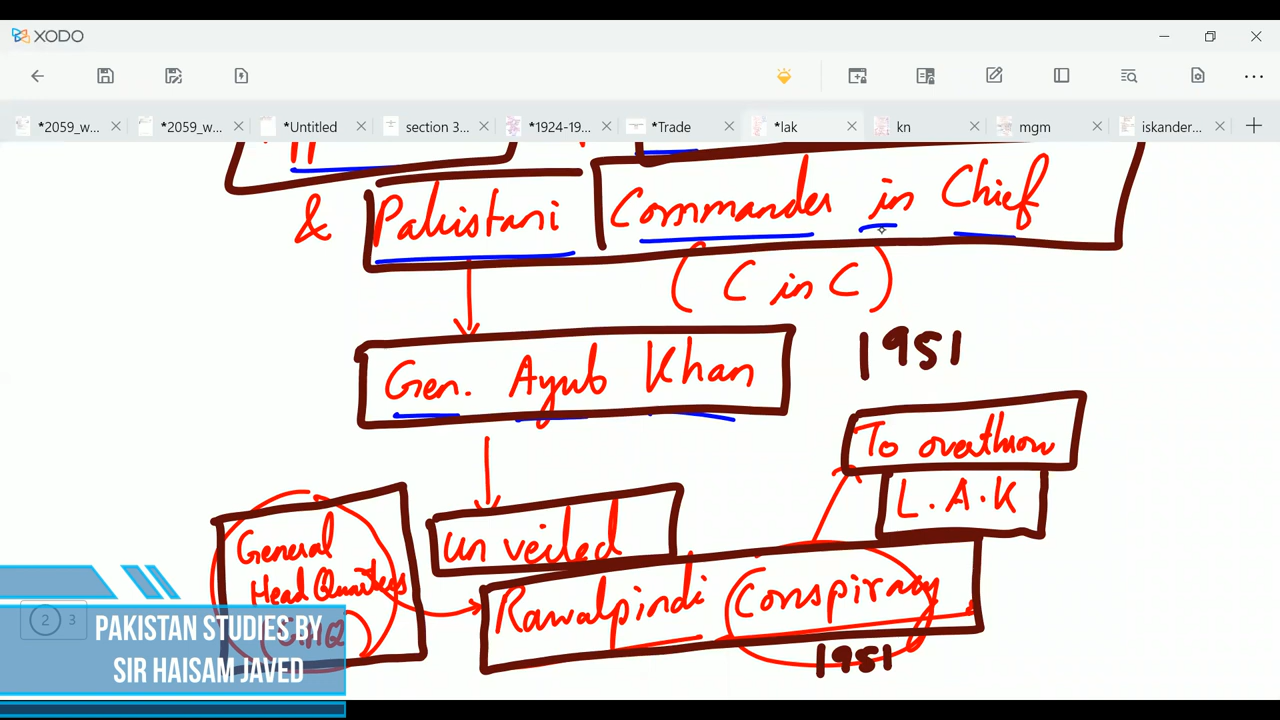 XODO
*2059_w...
*2059_w...
*Untitled
section 3...
*1924-19...
*Trade
*lak
kn
mgm
iskander...
& Pakistani Commander in Chief
(C in C)
Gen. Ayub Khan
1951
To overthrow
L.A.K
un veiled
General
Head Quarters
Rawalpindi (Conspiracy
1951
2 3
PAKISTAN STUDIES BY
SIR HAISAM JAVED